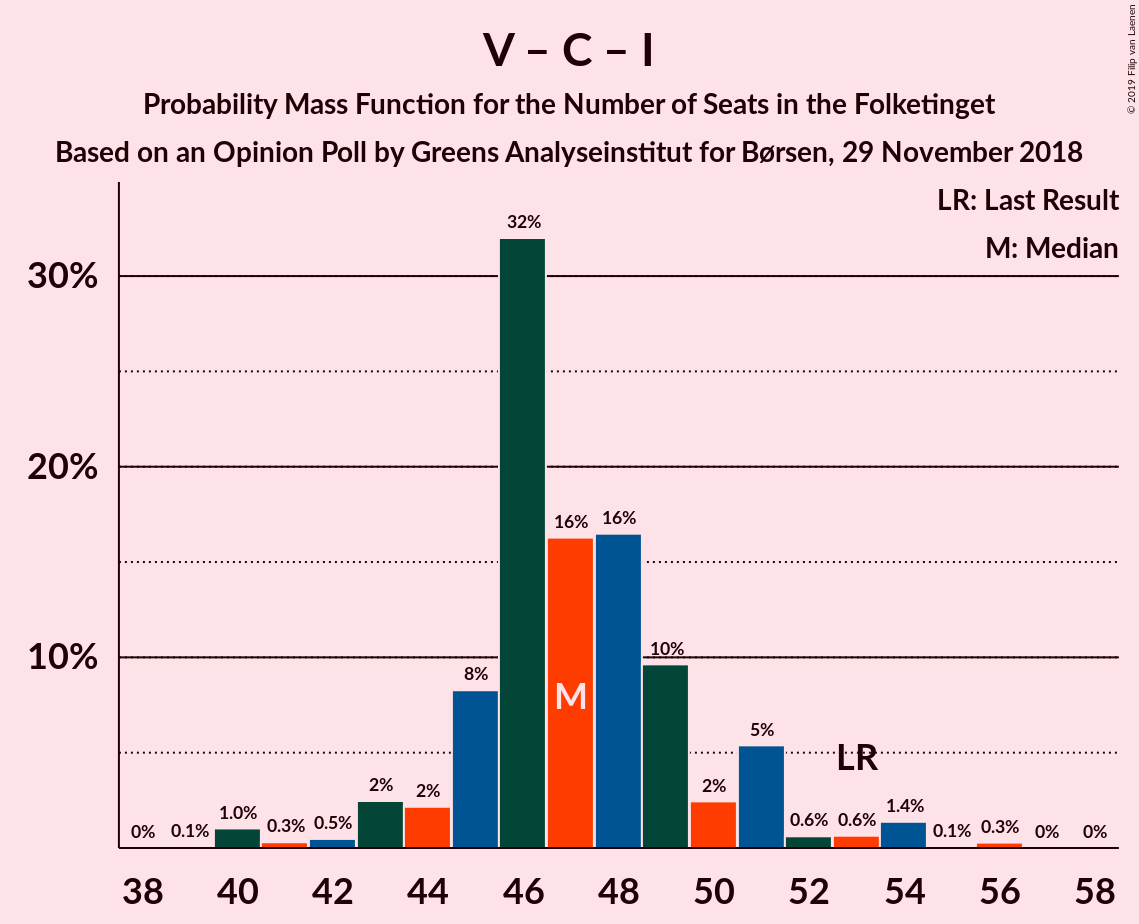 V – C – I
Probability Mass Function for the Number of Seats in the Folketinget
Based on an Opinion Poll by Greens Analyseinstitut for Børsen, 29 November 2018
© 2019 Filip van Laenen
LR: Last Result
M: Median
30%
20%
10%
0%
0.1%
1.0%
0.3%
0.5%
2%
2%
8%
32%
16%
16%
10%
2%
5%
0.6%
0.6%
1.4%
0.1%
0.3%
0%
0%
M
LR
38 40 42 44 46 48 50 52 54 56 58